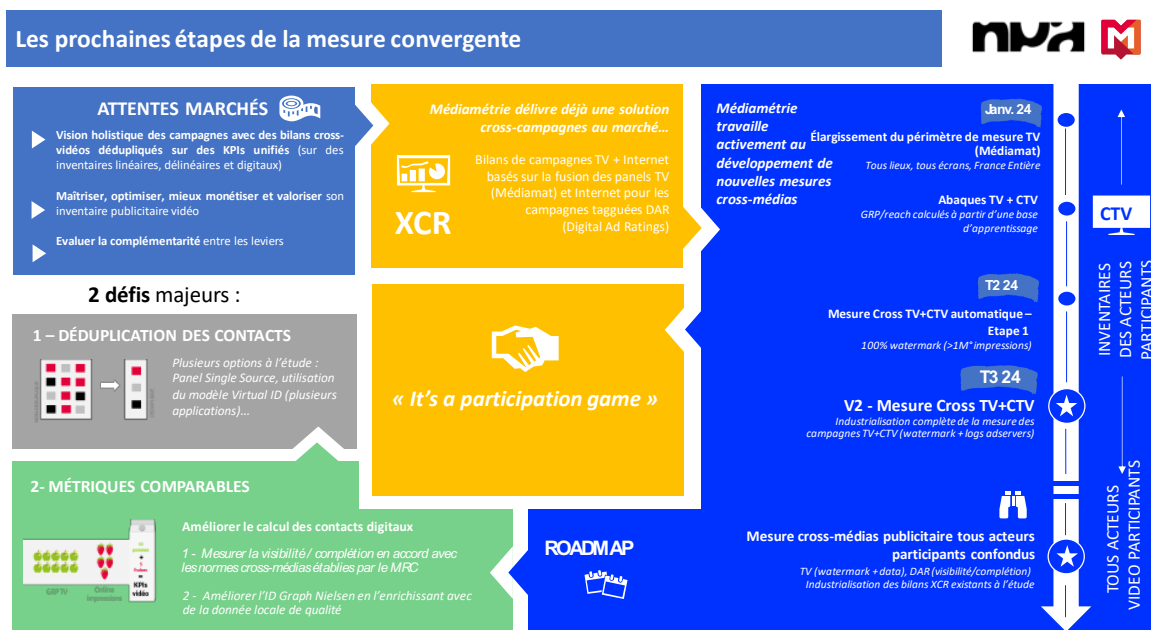 Les prochaines étapes de la mesure convergente
nya
M
ATTENTES MARCHÉS
Vision holistique des campagnes avec des bilans cross-
vidéos dédupliqués sur des KPIs unifiés (sur des
inventaires linéaires, délinéaires et digitaux)
Maîtriser, optimiser, mieux monétiser et valoriser son
inventaire publicitaire vidéo
Evaluer la complémentarité entre les leviers
Médiamétrie délivre déjà une solution
cross-campagnes au marché…
XCR
Bilans de campagnes TV + Internet
basés sur la fusion des panels TV
(Médiamat) et Internet pour les
campagnes tagguées DAR
(Digital Ad Ratings)
2 défis majeurs :
1 – DÉDUPLICATION DES CONTACTS
Plusieurs options à l'étude :
Panel Single Source, utilisation
du modèle Virtual ID (plusieurs
applications)…
« It's a participation game »
2- MÉTRIQUES COMPARABLES
GRP TV
Online
impressions
=
KPIs
vidéo
Améliorer le calcul des contacts digitaux
1 - Mesurer la visibilité / complétion en accord avec
les normes cross-médias établies par le MRC
2 - Améliorer l'ID Graph Nielsen en l'enrichissant avec
de la donnée locale de qualité
ROADMAP
Médiamétrie
travaille
activement au
développement de
nouvelles mesures
cross-médias
Janv. 24
Élargissement du périmètre de mesure TV
(Médiamat)
Tous lieux, tous écrans, France Entière
Abaques TV + CTV
GRP/reach calculés à partir d'une base
d'apprentissage
T2 24
Mesure Cross TV+CTV automatique –
Etape 1
100% watermark (>1M* impressions)
T3 24
V2 - Mesure Cross TV+CTV
Industrialisation complète de la mesure des
campagnes TV+CTV (watermark + logs adservers)
Mesure cross-médias publicitaire tous acteurs
participants confondus
TV (watermark + data), DAR (visibilité/complétion)
Industrialisation des bilans XCR existants à l'étude
CTV
INVENTAIRES
DES ACTEURS
PARTICIPANTS
TOUS ACTEURS
VIDEO PARTICIPANTS